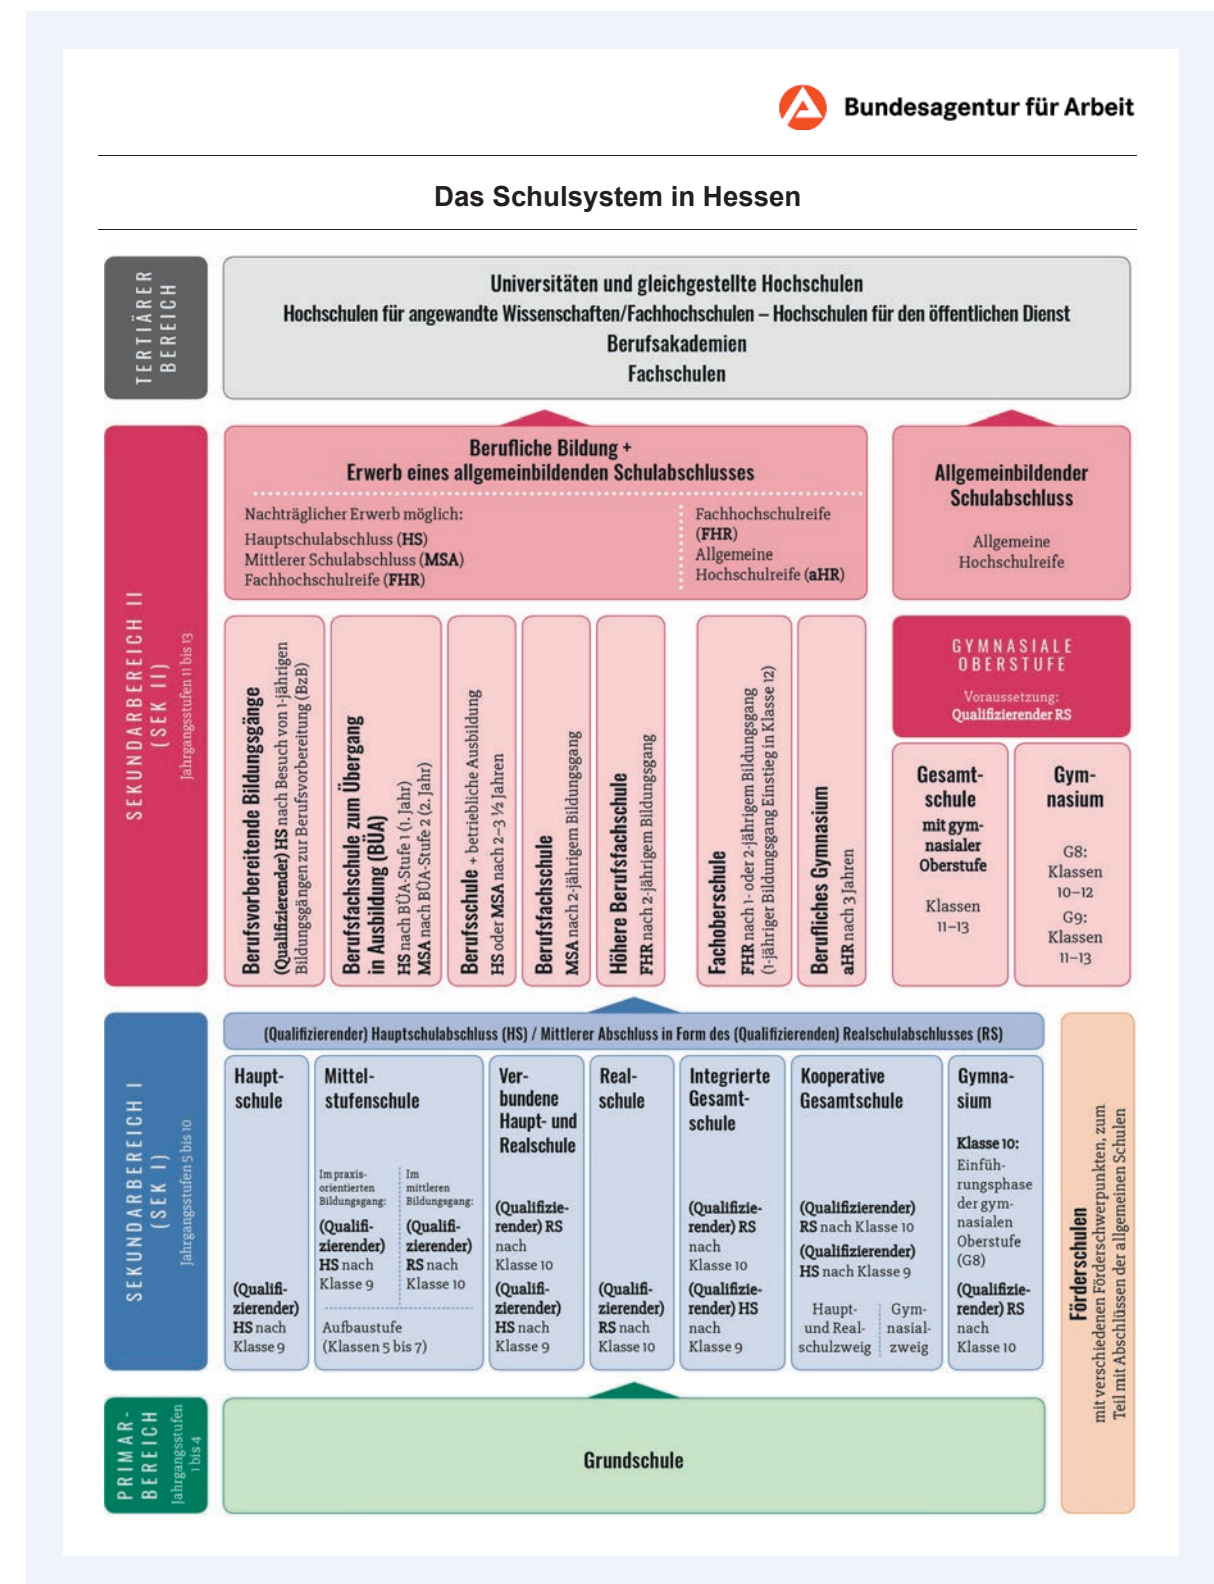 Bundesagentur für Arbeit
Das Schulsystem in Hessen
TERTIÄRER
BEREICH
Universitäten und gleichgestellte Hochschulen
Hochschulen für angewandte Wissenschaften/Fachhochschulen – Hochschulen für den öffentlichen Dienst
Berufsakademien
Fachschulen
SEKUNDARBEREICH II
(SEK II)
Jahrgangsstufen 11 bis 13
Berufliche Bildung +
Erwerb eines allgemeinbildenden Schulabschlusses
Nachträglicher Erwerb möglich:
Hauptschulabschluss (HS)
Mittlerer Schulabschluss (MSA)
Fachhochschulreife (FHR)
Fachhochschulreife
(FHR)
Allgemeine
Hochschulreife (aHR)
Allgemeinbildender
Schulabschluss
Allgemeine
Hochschulreife
Berufsvorbereitende Bildungsgänge
(Qualifizierender) HS nach Besuch von 1-jährigen
Bildungsgängen zur Berufsvorbereitung (BzB)
Berufsfachschule zum Übergang
in Ausbildung (BÜA)
HS nach BÜA-Stufe 1 (1. Jahr)
MSA nach BÜA-Stufe 2 (2. Jahr)
Berufsschule + betriebliche Ausbildung
HS oder MSA nach 2–3 ½ Jahren
Berufsfachschule
MSA nach 2-jährigem Bildungsgang
Höhere Berufsfachschule
FHR nach 2-jährigem Bildungsgang
Fachoberschule
FHR nach 1- oder 2-jährigem Bildungsgang
(1-jähriger Bildungsgang Einstieg in Klasse 12)
Berufliches Gymnasium
aHR nach 3 Jahren
GYMNASIALE
OBERSTUFE
Voraussetzung:
Qualifizierender RS
Gesamt-
schule
mit gym-
nasialer
Oberstufe
Klassen
11–13
Gym-
nasium
G8:
Klassen
10–12
G9:
Klassen
11–13
SEKUNDARBEREICH I
(SEK I)
Jahrgangsstufen 5 bis 10
(Qualifizierender) Hauptschulabschluss (HS) / Mittlerer Abschluss in Form des (Qualifizierenden) Realschulabschlusses (RS)
Haupt-
schule
(Qualifi-
zierender)
HS nach
Klasse 9
Mittel-
stufenschule
Im praxis-
orientierten
Bildungsgang:
(Qualifi-
zierender)
HS nach
Klasse 9
Im
mittleren
Bildungsgang:
(Qualifi-
zierender)
RS nach
Klasse 10
Aufbaustufe
(Klassen 5 bis 7)
Ver-
bundene
Haupt- und
Realschule
(Qualifizie-
render) RS
nach
Klasse 10
(Qualifi-
zierender)
HS nach
Klasse 9
Real-
schule
(Qualifi-
zierender)
RS nach
Klasse 10
Integrierte
Gesamt-
schule
(Qualifizie-
render) RS
nach
Klasse 10
(Qualifizie-
render) HS
nach
Klasse 9
Kooperative
Gesamtschule
(Qualifizierender)
RS nach Klasse 10
(Qualifizierender)
HS nach Klasse 9
Haupt-
und Real-
schulzweig
Gym-
nasial-
zweig
Gymna-
sium
Klasse 10:
Einfüh-
rungsphase
der gym-
nasialen
Oberstufe
(G8)
(Qualifizie-
render) RS
nach
Klasse 10
Förderschulen
mit verschiedenen Förderschwerpunkten, zum
Teil mit Abschlüssen der allgemeinen Schulen
PRIMAR-
BEREICH
Jahrgangsstufen
1 bis 4
Grundschule